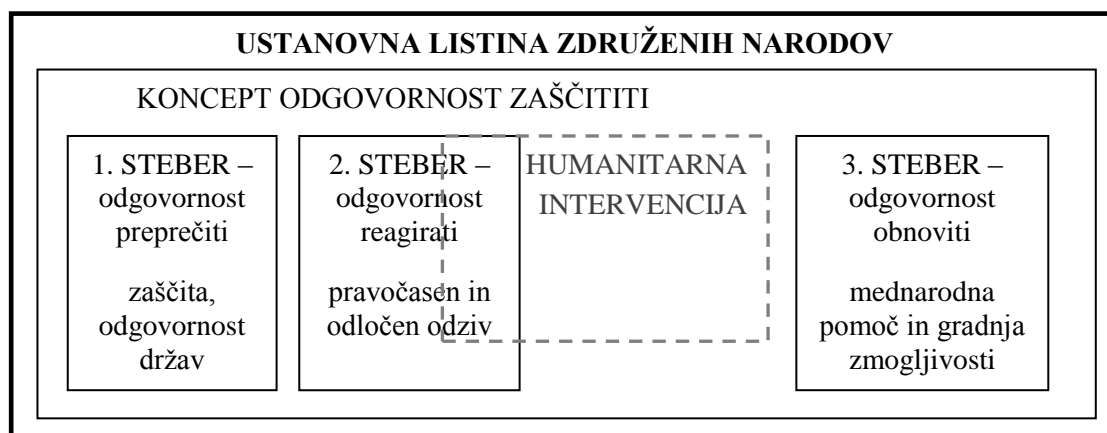 USTANOVNA LISTINA ZDRUŽENIH NARODOV
KONCEPT ODGOVORNOST ZAŠČITITI
1. STEBER –
odgovornost
preprečiti
zaščita,
odgovornost
držav
2. STEBER –
odgovornost
reagirati
pravočasen in
odločen odziv
HUMANITARNA
INTERVENCIJA
3. STEBER –
odgovornost
obnoviti
mednarodna
pomoč in gradnja
zmogljivosti